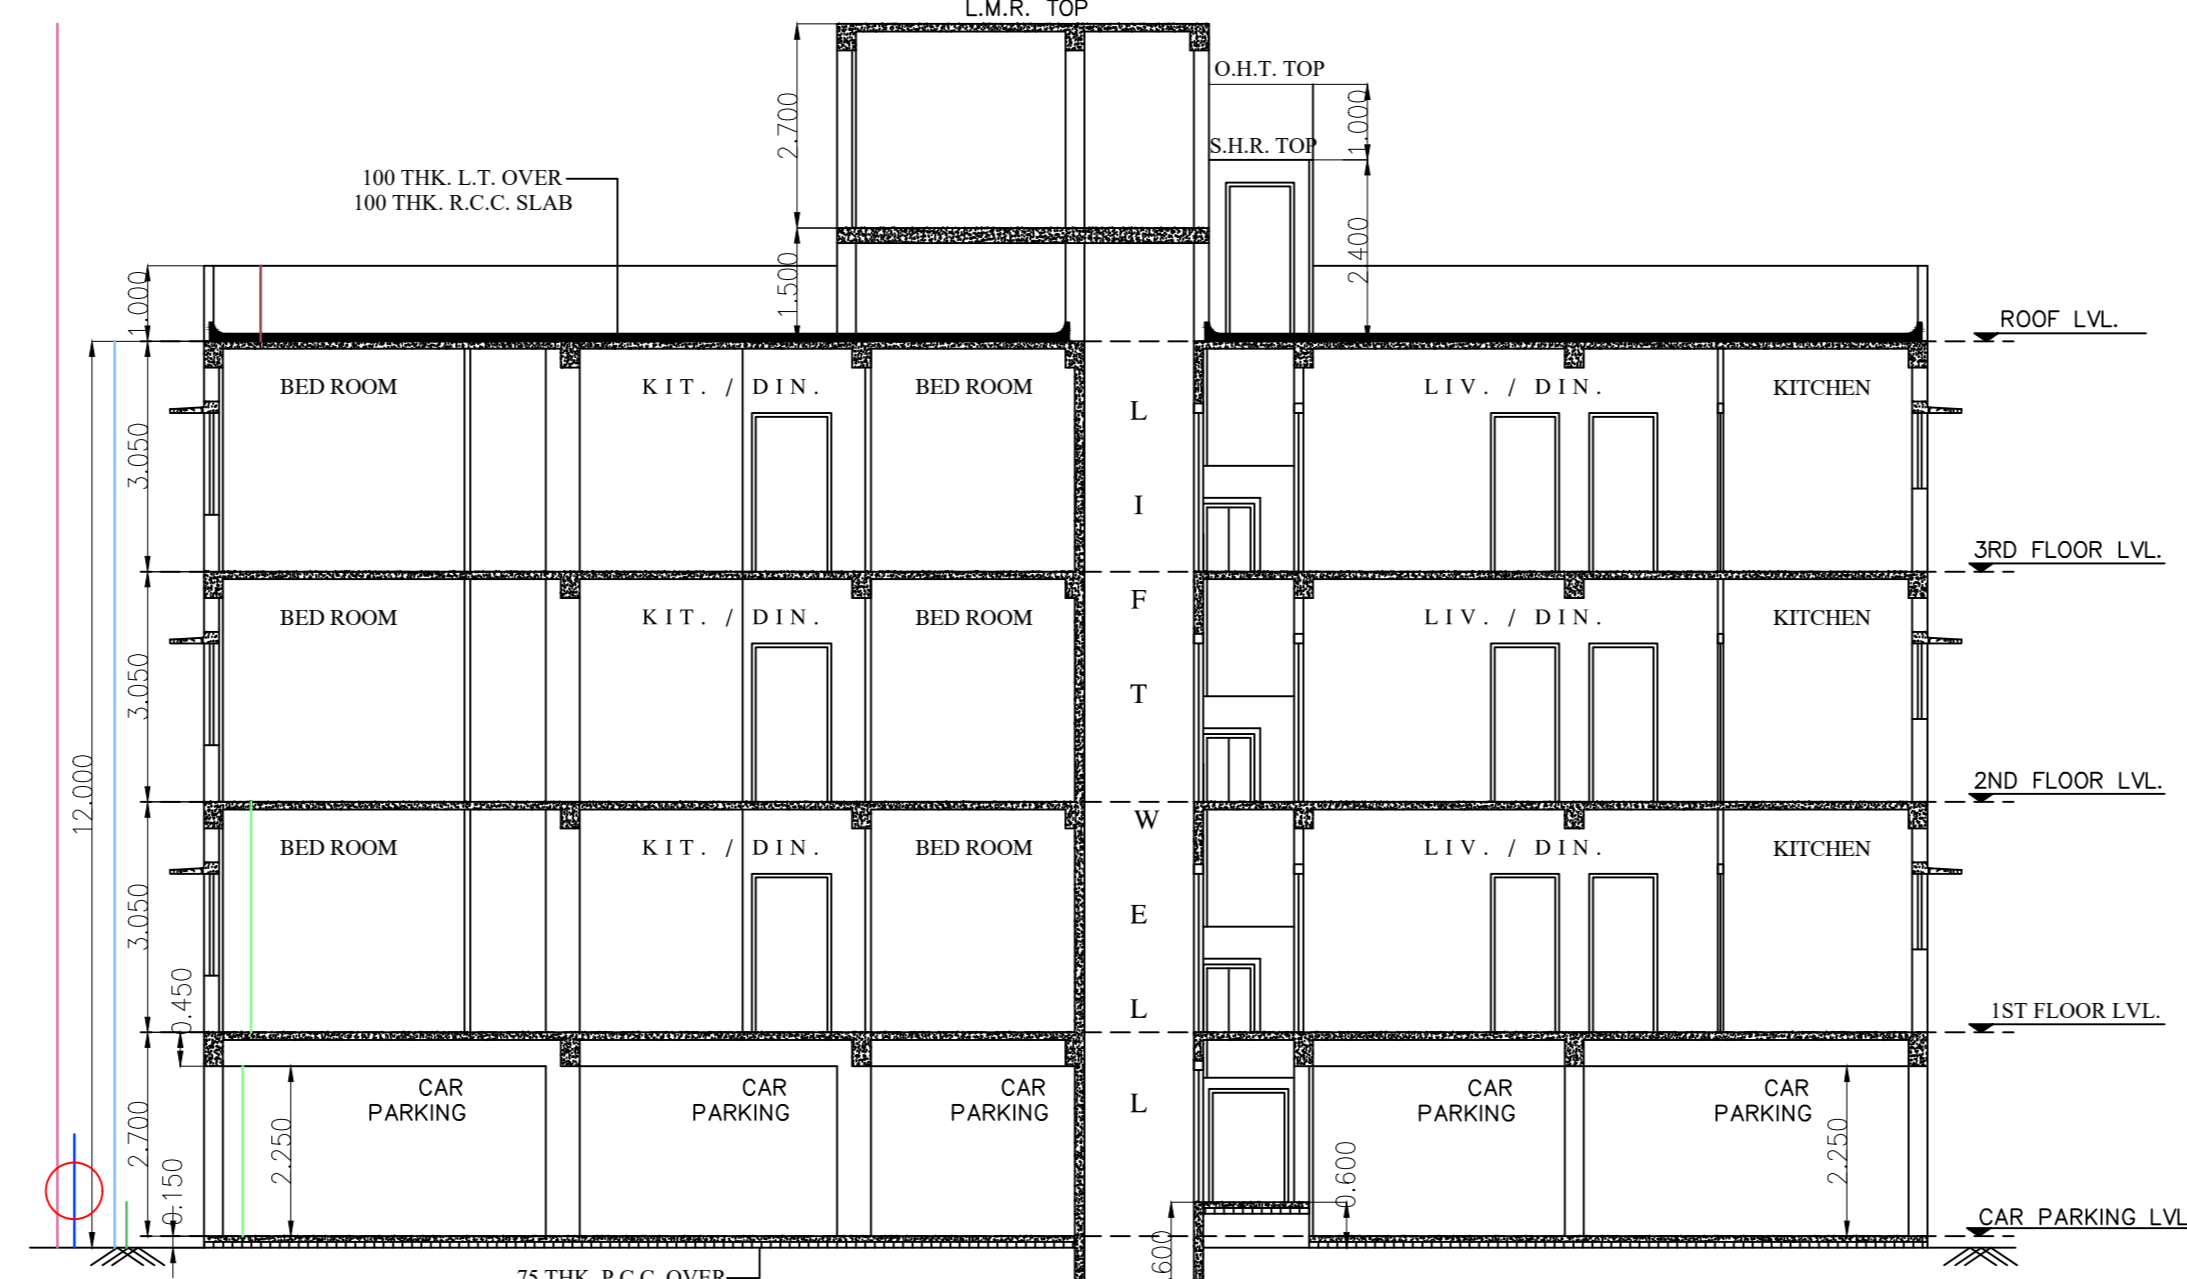 L.M.R. TOP
O.H.T. TOP
2.700
1.000
S.H.R. TOP
100 THK. L.T. OVER
100 THK. R.C.C. SLAB
2.400
1.500
1.000
ROOF LVL.
BED ROOM
KIT. / DIN.
BED ROOM
LIV. / DIN.
KITCHEN
3.050
L
I
3RD FLOOR LVL.
F
BED ROOM
KIT. / DIN.
BED ROOM
LIV. / DIN.
KITCHEN
3.050
T
12.000
2ND FLOOR LVL.
W
BED ROOM
KIT. / DIN.
BED ROOM
LIV. / DIN.
KITCHEN
3.050
E
0.450
L
1ST FLOOR LVL.
CAR
PARKING
CAR
PARKING
CAR
PARKING
L
CAR
PARKING
CAR
PARKING
2.700
2.250
2.250
0.150
0.600
CAR PARKING LVL
.600
75 THK. P.C.C. OVER